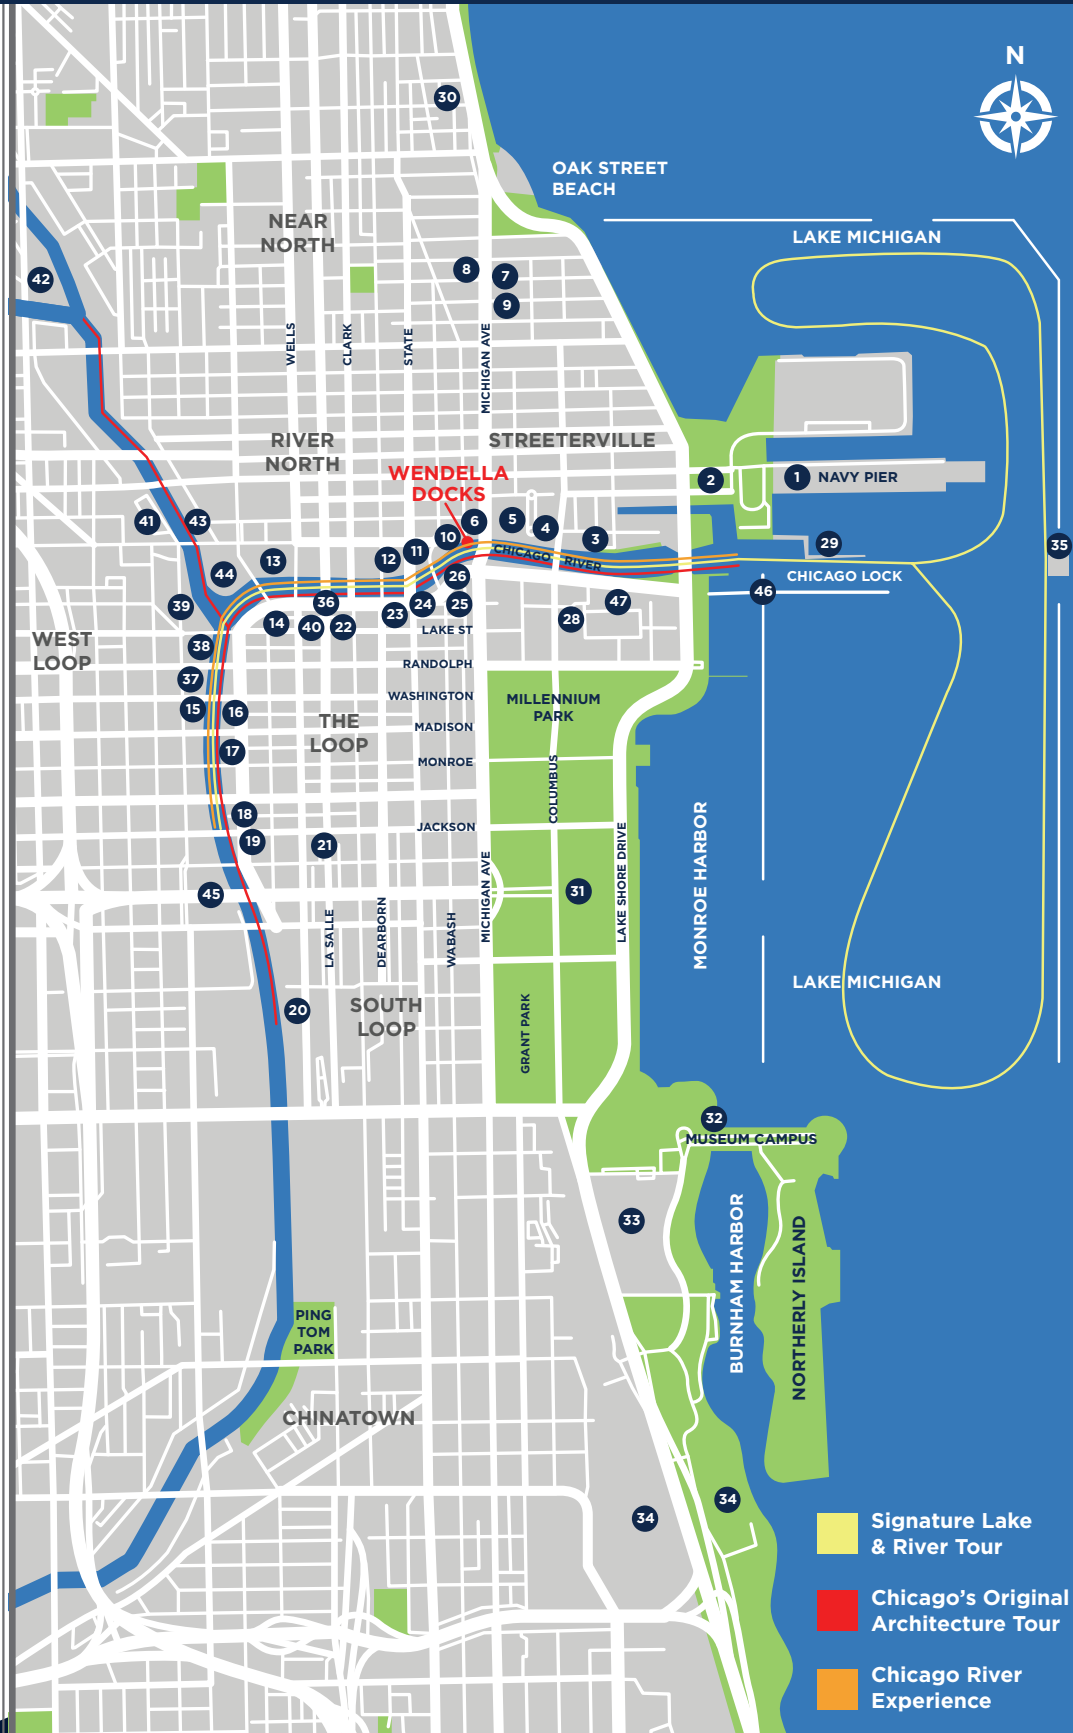 N
30
OAK STREET
BEACH
LAKE MICHIGAN
NEAR
NORTH
42
8
7
9
WELLS
CLARK
STATE
MICHIGAN AVE
RIVER
NORTH
STREETERVILLE
WENDELLA
DOCKS
2
1
NAVY PIER
41
43
6
5
4
10
3
29
35
CHICAGO RIVER
13
12
11
44
26
CHICAGO LOCK
46
39
36
24
25
47
14
40
22
23
28
LAKE ST
WEST
LOOP
38
RANDOLPH
37
WASHINGTON
MILLENNIUM
PARK
15
16
THE
LOOP
MADISON
17
MONROE
COLUMBUS
18
JACKSON
19
21
LAKE SHORE DRIVE
MONROE HARBOR
45
31
MICHIGAN AVE
LA SALLE
DEARBORN
WABASH
LAKE MICHIGAN
20
SOUTH
LOOP
GRANT PARK
32
MUSEUM CAMPUS
33
BURNHAM HARBOR
NORTHERLY ISLAND
PING
TOM
PARK
CHINATOWN
34
34
Signature Lake
& River Tour
Chicago's Original
Architecture Tour
Chicago River
Experience